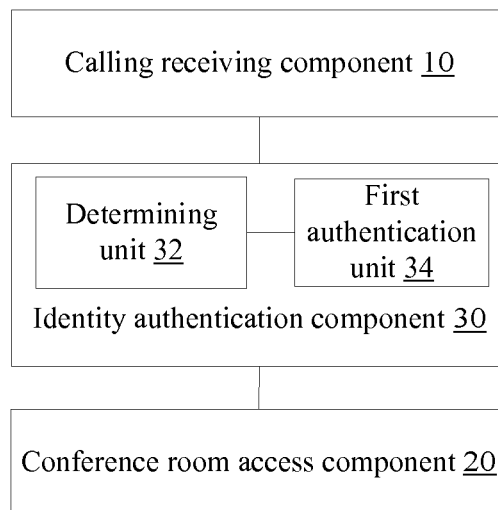 Calling receiving component 10
Determining
unit 32
First
authentication
unit 34
Identity authentication component 30
Conference room access component 20